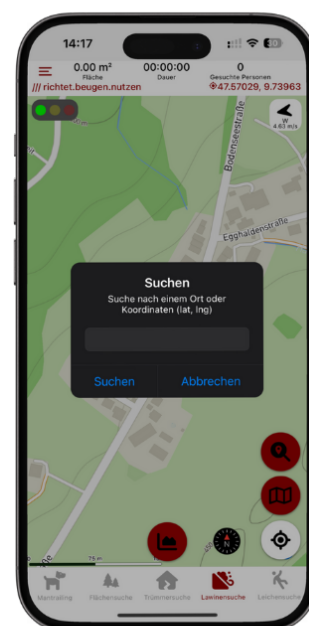 14:17
0.00 m² 00:00:00 0
Fläche Dauer Gesuchte Personen
/// richtet.beugen.nutzen 47.57029, 9.73963
W
4.60 m/s
Bodenseestraße
Egghaldenstraße
Suchen
Suche nach einem Ort oder
Koordinaten (lat, lng)
Suchen Abbrechen
N
0 75 m
Mantrailing Flächensuche Trümmersuche Lawinensuche Leichensuche